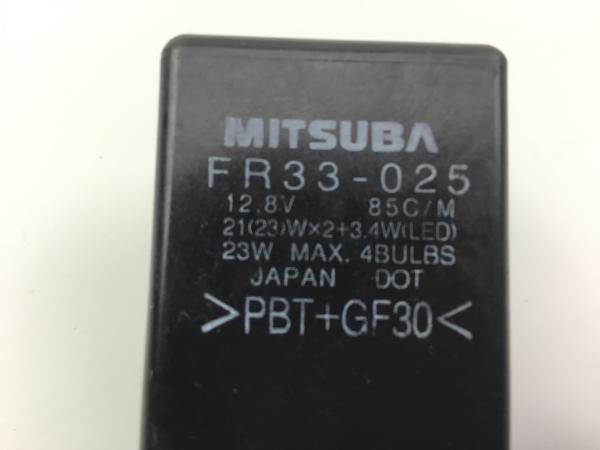 MITSUBA
FR33-025
12.8V 85C/M
21(23)W×2+3.4W(LED)
23W MAX. 4BULBS
JAPAN DOT
>PBT+GF30<